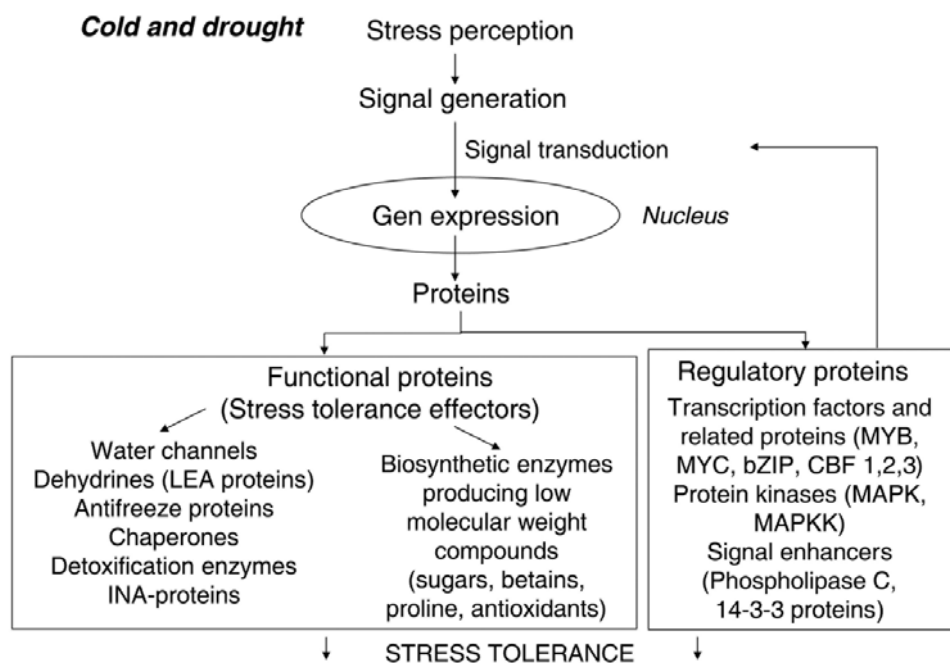 Cold and drought
Stress perception
Signal generation
Signal transduction
Gen expression
Nucleus
Proteins
Functional proteins
(Stress tolerance effectors)
Water channels
Dehydrines (LEA proteins)
Antifreeze proteins
Chaperones
Detoxification enzymes
INA-proteins
Biosynthetic enzymes
producing low
molecular weight
compounds
(sugars, betains,
proline, antioxidants)
Regulatory proteins
Transcription factors and
related proteins (MYB,
MYC, bZIP, CBF 1,2,3)
Protein kinases (MAPK,
MAPKK)
Signal enhancers
(Phospholipase C,
14-3-3 proteins)
STRESS TOLERANCE